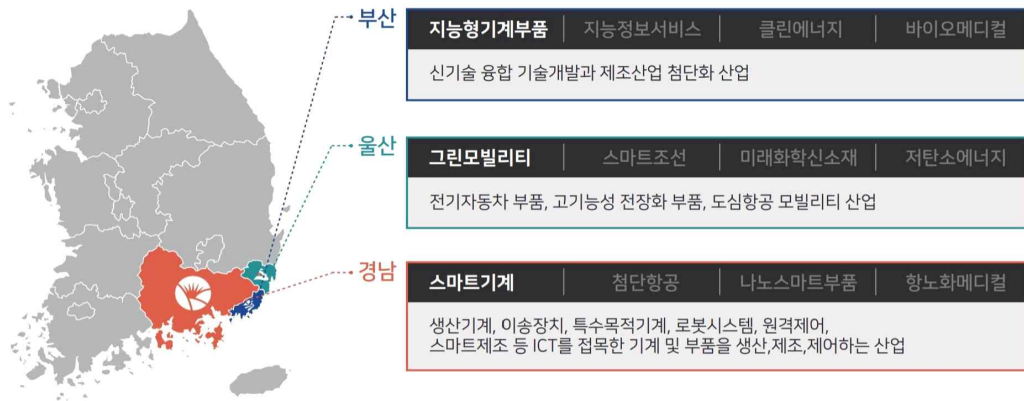 부산
지능형기계부품 지능정보서비스 클린에너지 바이오메디컬
신기술 융합 기술개발과 제조산업 첨단화 산업
울산
그린모빌리티 스마트조선 미래화학신소재 저탄소에너지
전기자동차 부품, 고기능성 전장화 부품, 도심항공 모빌리티 산업
경남
스마트기계 첨단항공 나노스마트부품 항노화메디컬
생산기계, 이송장치, 특수목적기계, 로봇시스템, 원격제어,
스마트제조 등 ICT를 접목한 기계 및 부품을 생산,제조,제어하는 산업